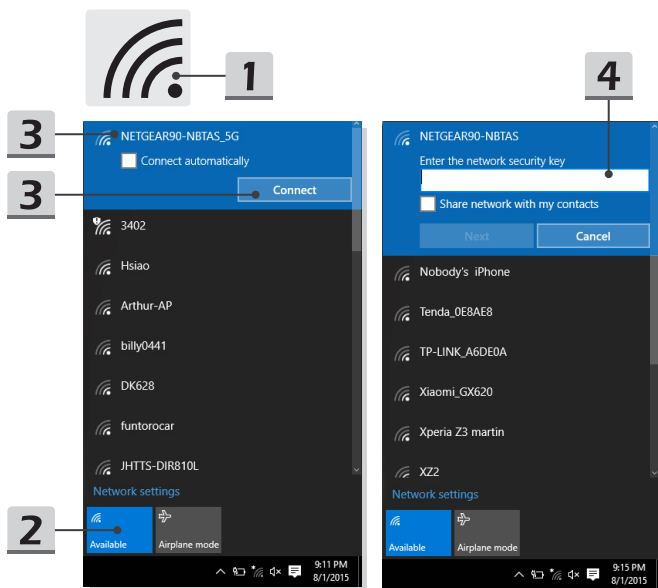 1
4
3
NETGEAR90-NBTAS_5G
Connect automatically
3
Connect
3402
Hsiao
Arthur-AP
billy0441
DK628
funtorocar
JHTTS-DIR810L
Network settings
2
Available
Airplane mode
9:11 PM
8/1/2015
NETGEAR90-NBTAS
Enter the network security key
Share network with my contacts
Next
Cancel
Nobody's iPhone
Tenda_0E8AE8
TP-LINK_A6DE0A
Xiaomi_GX620
Xperia Z3 martin
XZ2
Network settings
Available
Airplane mode
9:15 PM
8/1/2015